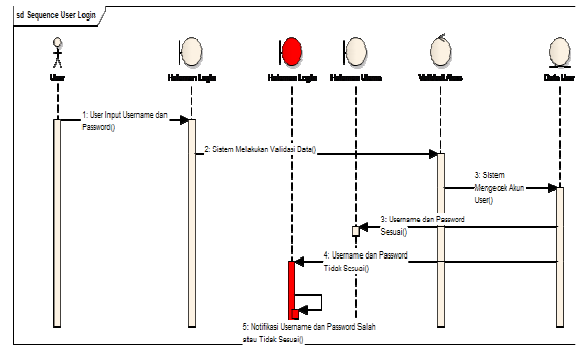 sd Sequence User Login
User
Halaman Login
Halaman Login
Halaman Utama
Validasi Akun
Data User
1: User Input Username dan
Password()
2: Sistem Melakukan Validasi Data()
3: Sistem
Mengecek Akun
User()
3: Username dan Password
Sesuai()
4: Username dan Password
Tidak Sesuai()
5: Notifikasi Username dan Password Salah
atau Tidak Sesuai()